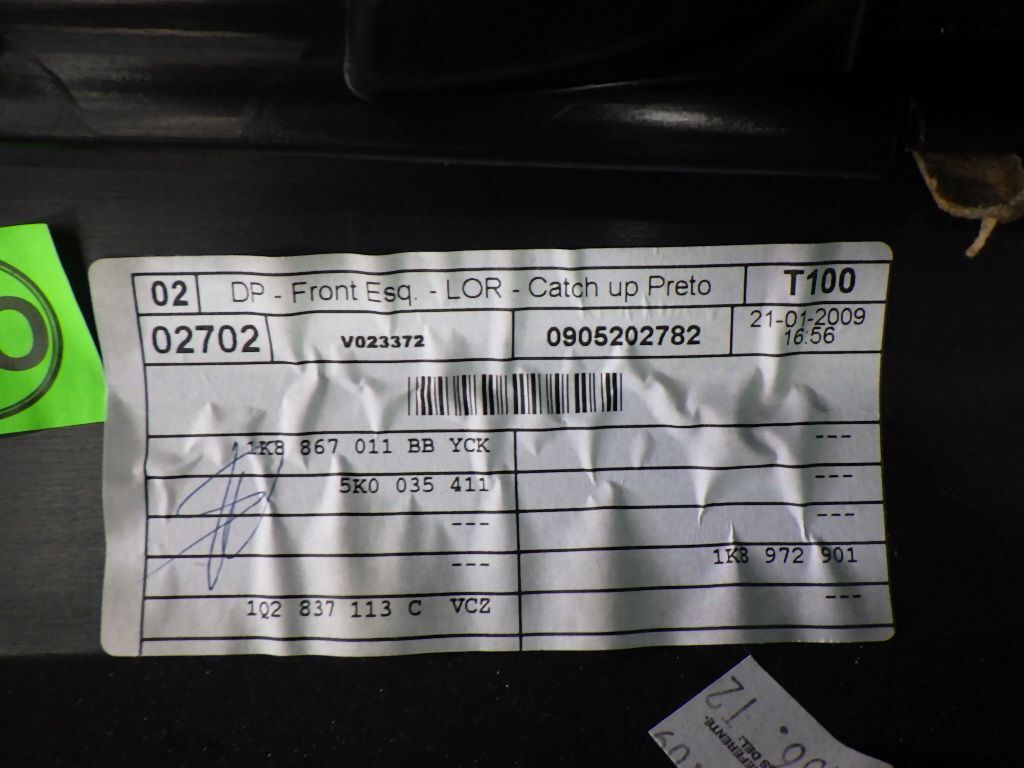 02 DP - Front Esq. - LOR - Catch up Preto T100
02702 V023372 0905202782 21-01-2009
16:56
1K8 867 011 BB YCK ---
5K0 035 411 ---
--- ---
--- 1K8 972 901
1Q2 837 113 C VCZ ---
12